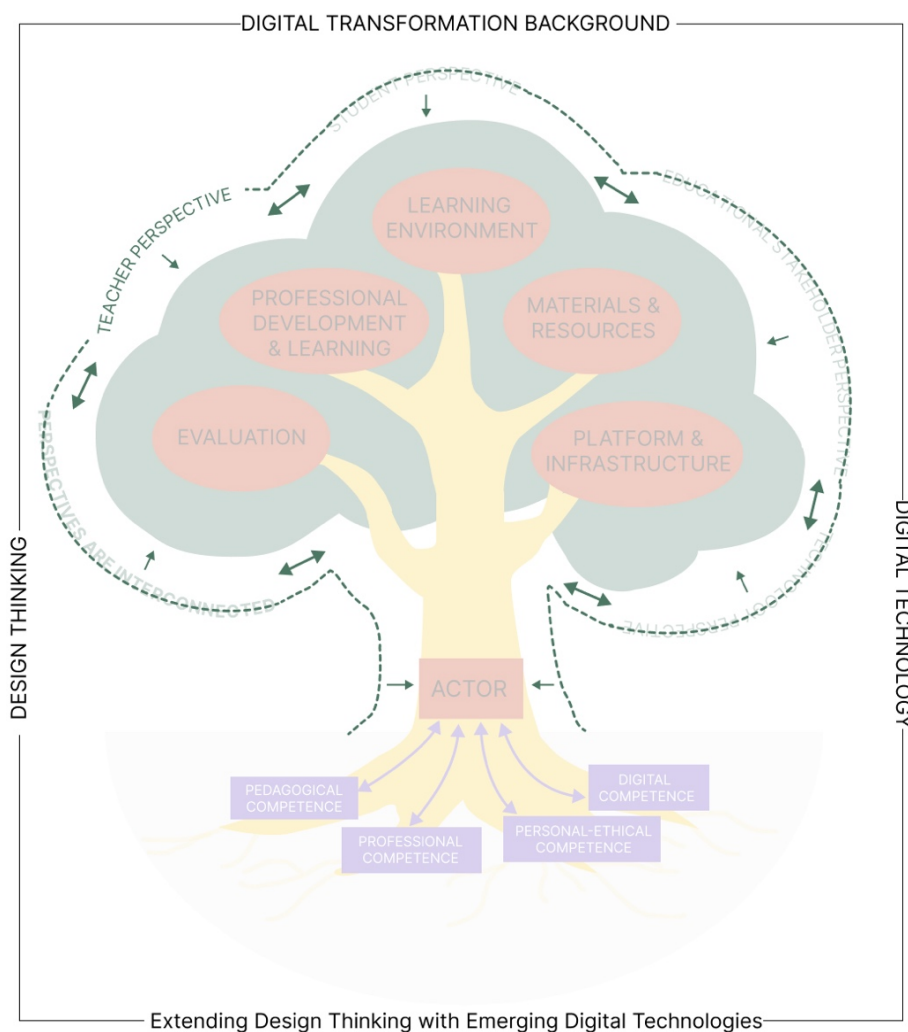 DIGITAL TRANSFORMATION BACKGROUND
STUDENT PERSPECTIVE
TEACHER PERSPECTIVE
EDUCATIONAL STAKEHOLDER PERSPECTIVE
LEARNING
ENVIRONMENT
PROFESSIONAL
DEVELOPMENT
& LEARNING
MATERIALS &
RESOURCES
EVALUATION
PLATFORM &
INFRASTRUCTURE
PERSPECTIVES ARE INTERCONNECTED
TECHNOLOGY PERSPECTIVE
DESIGN THINKING
DIGITAL TECHNOLOGY
ACTOR
PEDAGOGICAL
COMPETENCE
PROFESSIONAL
COMPETENCE
PERSONAL-ETHICAL
COMPETENCE
DIGITAL
COMPETENCE
Extending Design Thinking with Emerging Digital Technologies